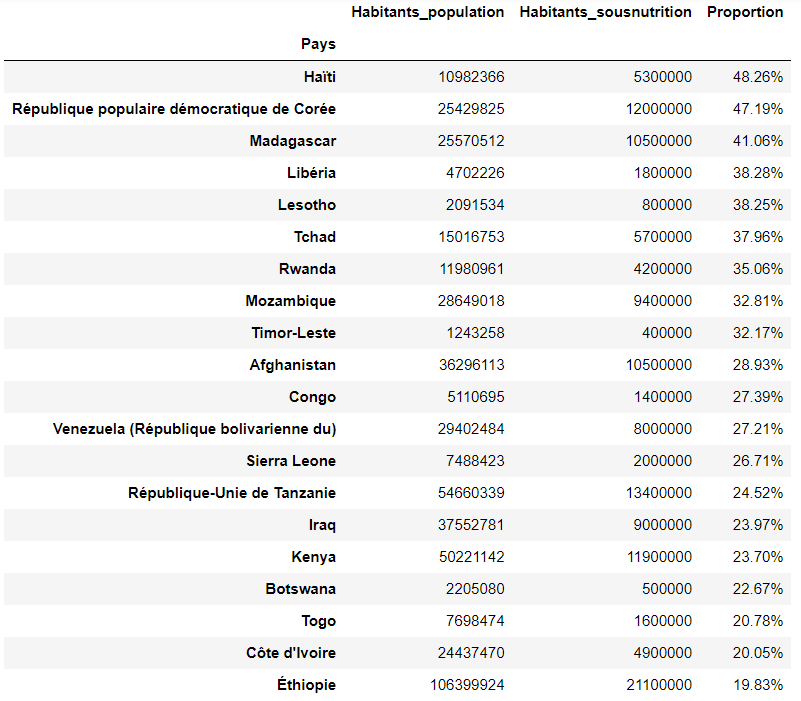 Habitants_population Habitants_sousnutrition Proportion
Pays
Haïti 10982366 5300000 48.26%
République populaire démocratique de Corée 25429825 12000000 47.19%
Madagascar 25570512 10500000 41.06%
Libéria 4702226 1800000 38.28%
Lesotho 2091534 800000 38.25%
Tchad 15016753 5700000 37.96%
Rwanda 11980961 4200000 35.06%
Mozambique 28649018 9400000 32.81%
Timor-Leste 1243258 400000 32.17%
Afghanistan 36296113 10500000 28.93%
Congo 5110695 1400000 27.39%
Venezuela (République bolivarienne du) 29402484 8000000 27.21%
Sierra Leone 7488423 2000000 26.71%
République-Unie de Tanzanie 54660339 13400000 24.52%
Iraq 37552781 9000000 23.97%
Kenya 50221142 11900000 23.70%
Botswana 2205080 500000 22.67%
Togo 7698474 1600000 20.78%
Côte d'Ivoire 24437470 4900000 20.05%
Éthiopie 106399924 21100000 19.83%